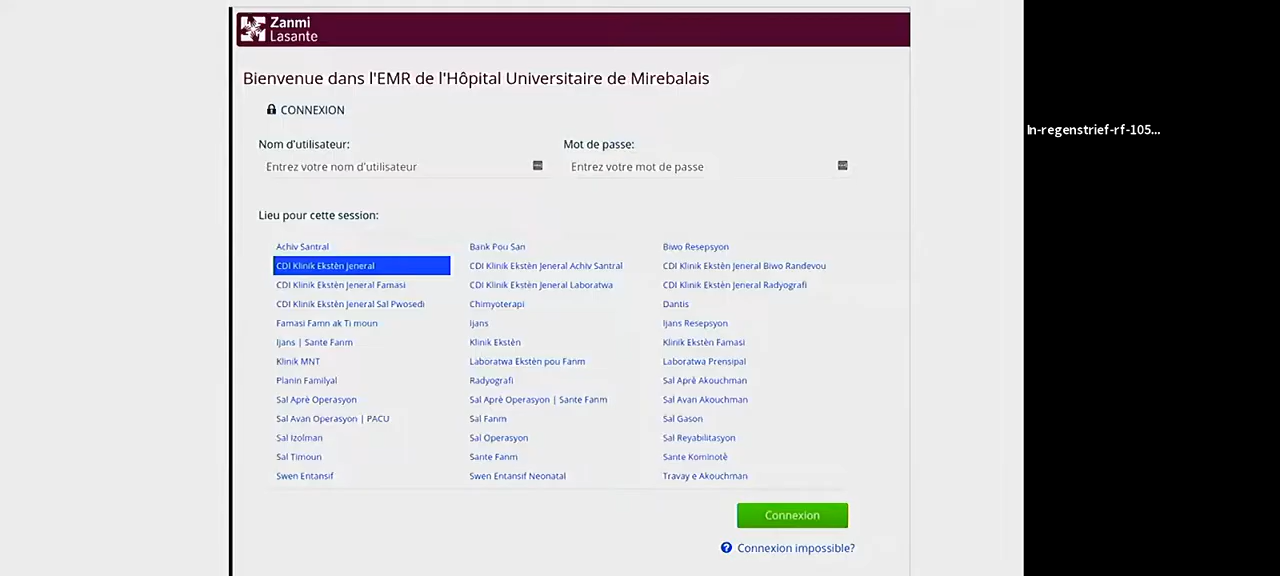 Zanmi
Lasante
Bienvenue dans l'EMR de l'Hôpital Universitaire de Mirebalais
CONNEXION
Nom d'utilisateur: Mot de passe:
Entrez votre nom d'utilisateur Entrez votre mot de passe
Lieu pour cette session:
Achiv Santral Bank Pou San Biwo Resepsyon
CDI Klinik Ekstèn Jeneral CDI Klinik Ekstèn Jeneral Achiv Santral CDI Klinik Ekstèn Jeneral Biwo Randevou
CDI Klinik Ekstèn Jeneral Famasi CDI Klinik Ekstèn Jeneral Laboratwa CDI Klinik Ekstèn Jeneral Radyografi
CDI Klinik Ekstèn Jeneral Sal Pwosedi Chimyoterapi Dantis
Famasi Famn ak Ti moun Ijans Ijans Resepsyon
Ijans | Sante Fanm Klinik Ekstèn Klinik Ekstèn Famasi
Klinik MNT Laboratwa Ekstèn pou Fanm Laboratwa Prensipal
Planin Familyal Radyografi Sal Aprè Akouchman
Sal Aprè Operasyon Sal Aprè Operasyon | Sante Fanm Sal Avan Akouchman
Sal Avan Operasyon | PACU Sal Fanm Sal Gason
Sal Izolman Sal Operasyon Sal Reyabilitasyon
Sal Timoun Sante Fanm Sante Kominotè
Swen Entansif Swen Entansif Neonatal Travay e Akouchman
Connexion
Connexion impossible?
ln-regenstrief-rf-105...